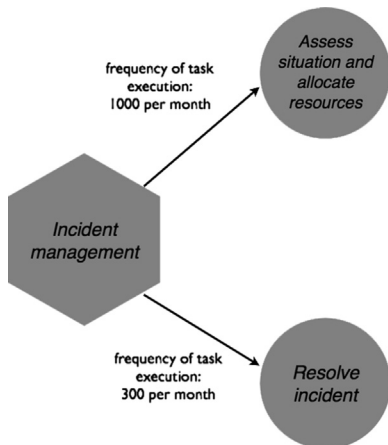 Assess
situation and
allocate
resources
frequency of task
execution:
1000 per month
Incident
management
frequency of task
execution:
300 per month
Resolve
incident